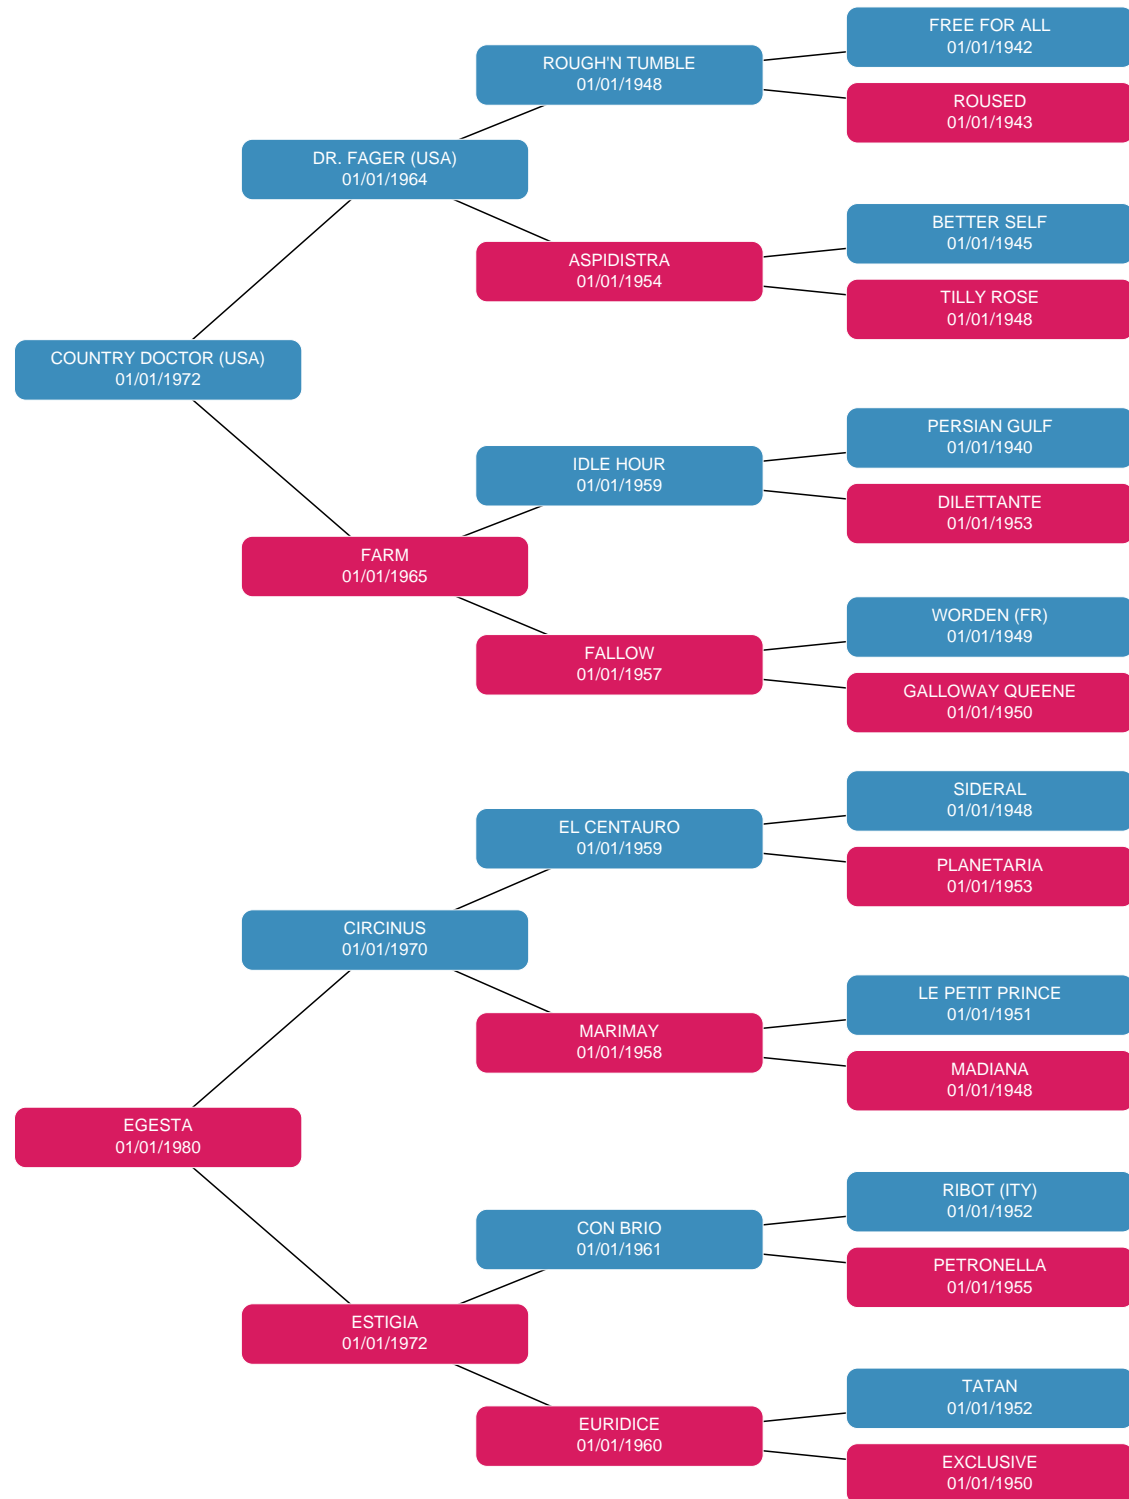 FREE FOR ALL
01/01/1942
ROUGH'N TUMBLE
01/01/1948
ROUSED
01/01/1943
DR. FAGER (USA)
01/01/1964
BETTER SELF
01/01/1945
ASPIDISTRA
01/01/1954
TILLY ROSE
01/01/1948
COUNTRY DOCTOR (USA)
01/01/1972
PERSIAN GULF
01/01/1940
IDLE HOUR
01/01/1959
DILETTANTE
01/01/1953
FARM
01/01/1965
WORDEN (FR)
01/01/1949
FALLOW
01/01/1957
GALLOWAY QUEENE
01/01/1950
SIDERAL
01/01/1948
EL CENTAURO
01/01/1959
PLANETARIA
01/01/1953
CIRCINUS
01/01/1970
LE PETIT PRINCE
01/01/1951
MARIMAY
01/01/1958
MADIANA
01/01/1948
EGESTA
01/01/1980
RIBOT (ITY)
01/01/1952
CON BRIO
01/01/1961
PETRONELLA
01/01/1955
ESTIGIA
01/01/1972
TATAN
01/01/1952
EURIDICE
01/01/1960
EXCLUSIVE
01/01/1950